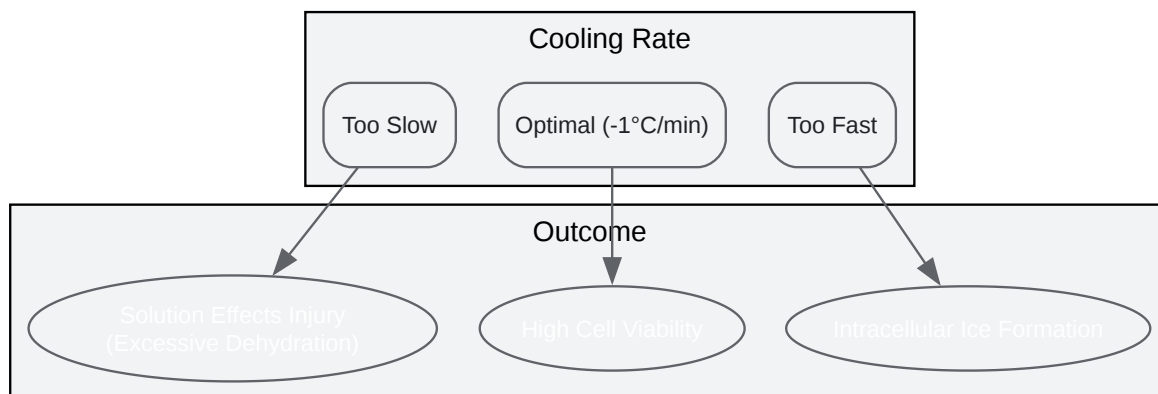 Cooling Rate
Too Slow
Optimal (-1°C/min)
Too Fast
Outcome
Solution Effects Injury
(Excessive Dehydration)
High Cell Viability
Intracellular Ice Formation